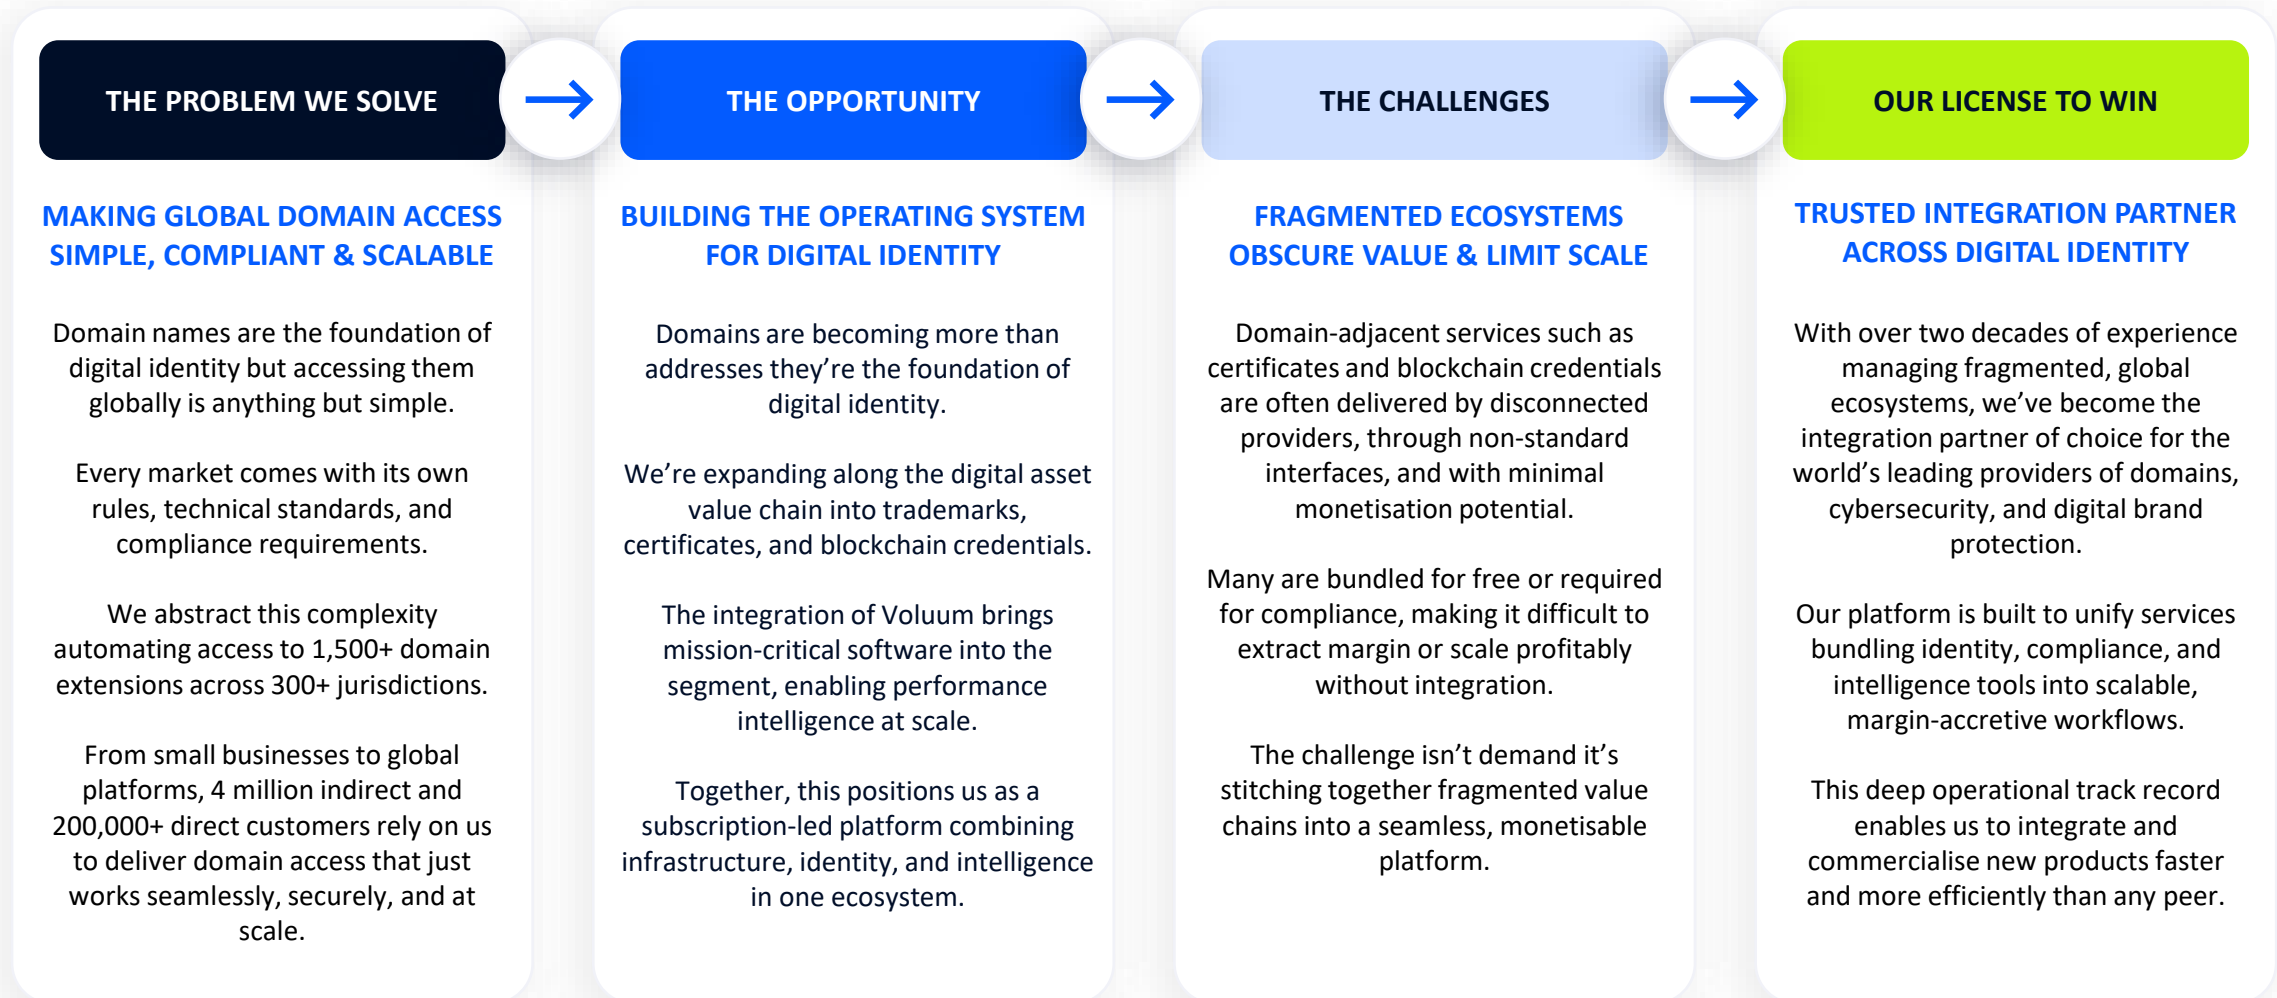 THE PROBLEM WE SOLVE
MAKING GLOBAL DOMAIN ACCESS
SIMPLE, COMPLIANT & SCALABLE
Domain names are the foundation of
digital identity but accessing them
globally is anything but simple.
Every market comes with its own
rules, technical standards, and
compliance requirements.
We abstract this complexity
automating access to 1,500+ domain
extensions across 300+ jurisdictions.
From small businesses to global
platforms, 4 million indirect and
200,000+ direct customers rely on us
to deliver domain access that just
works seamlessly, securely, and at
scale.
THE OPPORTUNITY
BUILDING THE OPERATING SYSTEM
FOR DIGITAL IDENTITY
Domains are becoming more than
addresses they’re the foundation of
digital identity.
We’re expanding along the digital asset
value chain into trademarks,
certificates, and blockchain credentials.
The integration of Voluum brings
mission-critical software into the
segment, enabling performance
intelligence at scale.
Together, this positions us as a
subscription-led platform combining
infrastructure, identity, and intelligence
in one ecosystem.
THE CHALLENGES
FRAGMENTED ECOSYSTEMS
OBSCURE VALUE & LIMIT SCALE
Domain-adjacent services such as
certificates and blockchain credentials
are often delivered by disconnected
providers, through non-standard
interfaces, and with minimal
monetisation potential.
Many are bundled for free or required
for compliance, making it difficult to
extract margin or scale profitably
without integration.
The challenge isn’t demand it’s
stitching together fragmented value
chains into a seamless, monetisable
platform.
OUR LICENSE TO WIN
TRUSTED INTEGRATION PARTNER
ACROSS DIGITAL IDENTITY
With over two decades of experience
managing fragmented, global
ecosystems, we’ve become the
integration partner of choice for the
world’s leading providers of domains,
cybersecurity, and digital brand
protection.
Our platform is built to unify services
bundling identity, compliance, and
intelligence tools into scalable,
margin-accretive workflows.
This deep operational track record
enables us to integrate and
commercialise new products faster
and more efficiently than any peer.